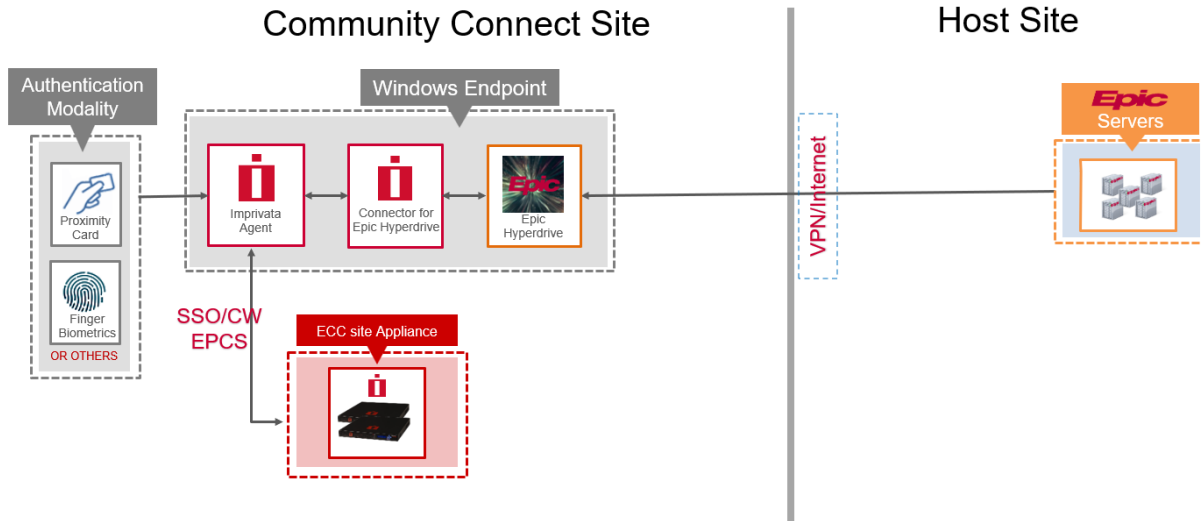 Community Connect Site
Host Site
Authentication
Modality
Windows Endpoint
Epic
Servers
Proximity
Card
Imprivata
Agent
Connector for
Epic Hyperdrive
Epic
Epic
Hyperdrive
VPN/Internet
Finger
Biometrics
OR OTHERS
SSO/CW
EPCS
ECC site Appliance